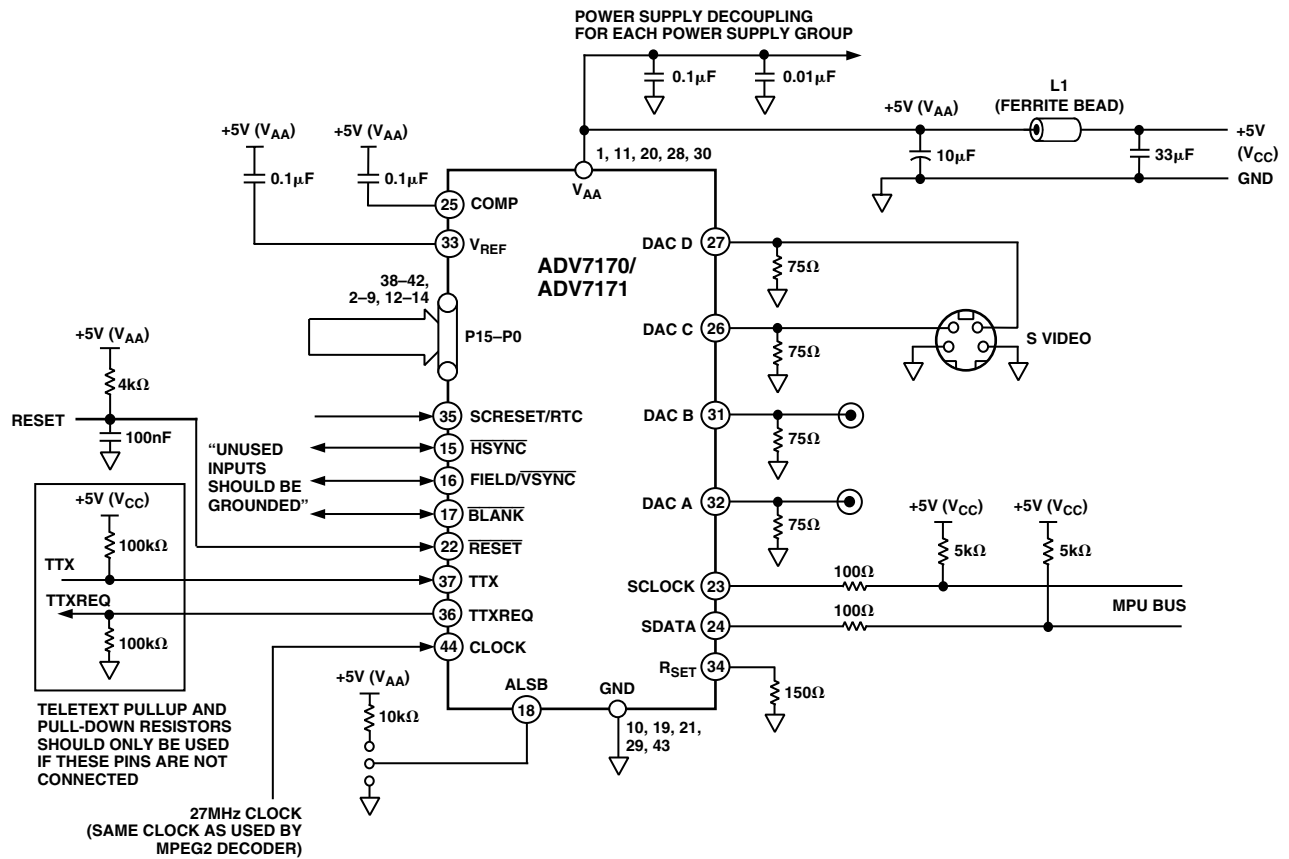 POWER SUPPLY DECOUPLING
FOR EACH POWER SUPPLY GROUP
0.1µF
0.01µF
L1
(FERRITE BEAD)
+5V (VAA)
+5V
(VCC)
10µF
33µF
GND
+5V (VAA)
+5V (VAA)
0.1µF
0.1µF
1, 11, 20, 28, 30
VAA
25
COMP
33
VREF
ADV7170/
ADV7171
38–42,
2–9, 12–14
P15–P0
DAC D
27
75Ω
DAC C
26
75Ω
S VIDEO
DAC B
31
75Ω
DAC A
32
75Ω
+5V (VAA)
4kΩ
RESET
100nF
35
SCRESET/RTC
"UNUSED
INPUTS
SHOULD BE
GROUNDED"
15
HSYNC
16
FIELD/VSYNC
17
BLANK
22
RESET
+5V (VCC)
100kΩ
TTX
37
TTX
TTXREQ
36
TTXREQ
100kΩ
44
CLOCK
+5V (VCC)
+5V (VCC)
5kΩ
5kΩ
SCLOCK
23
100Ω
MPU BUS
SDATA
24
100Ω
RSET
34
150Ω
+5V (VAA)
10kΩ
ALSB
18
GND
10, 19, 21,
29, 43
TELETEXT PULLUP AND
PULL-DOWN RESISTORS
SHOULD ONLY BE USED
IF THESE PINS ARE NOT
CONNECTED
27MHz CLOCK
(SAME CLOCK AS USED BY
MPEG2 DECODER)